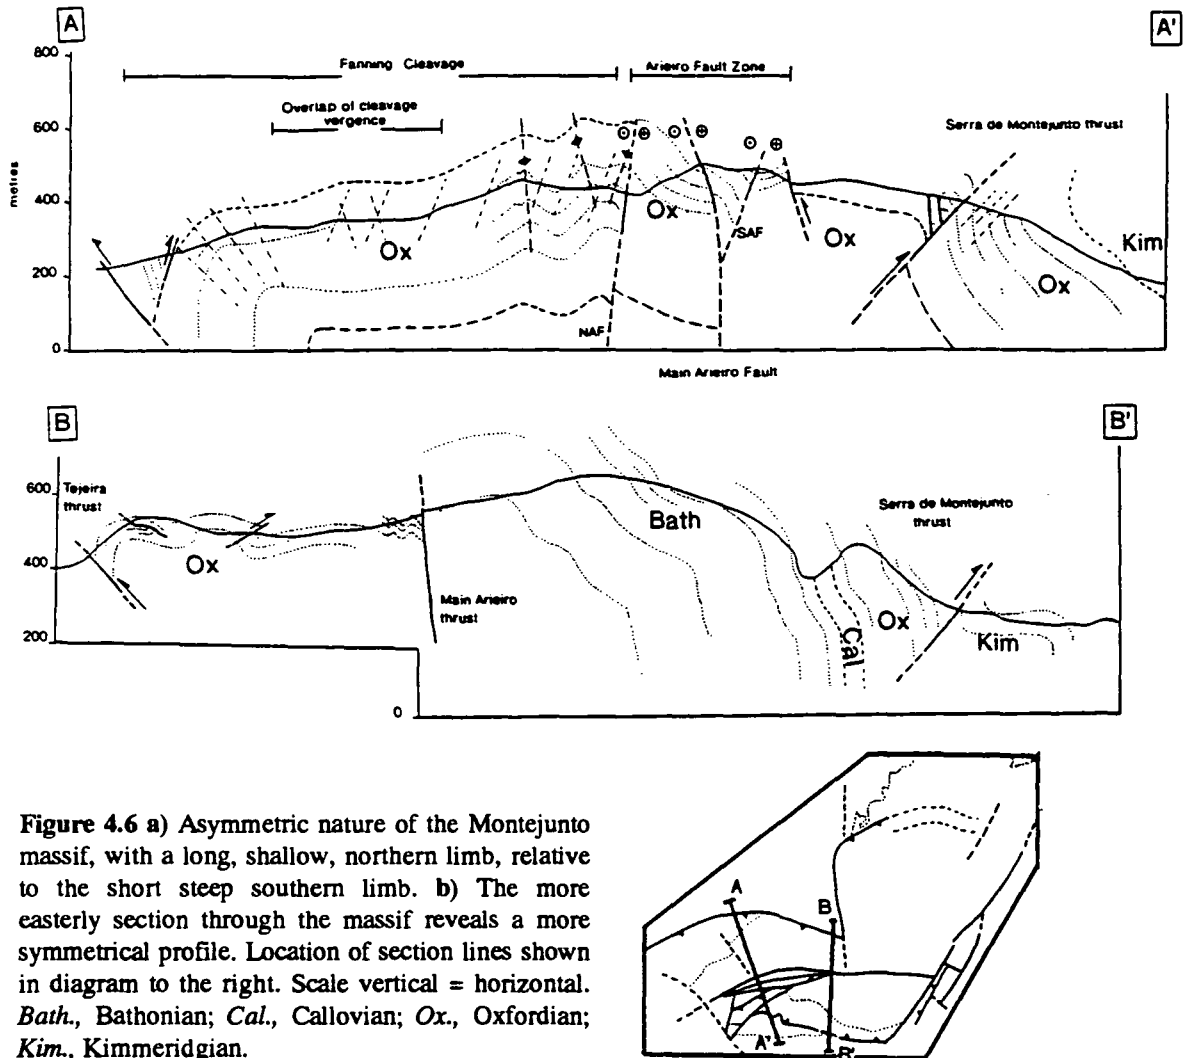 A
A'
800
Fanning Cleavage
Arieiro Fault Zone
Overlap of cleavage
vergence
600
Serra de Montejunto thrust
metres
400
Ox
Ox
SAF
Ox
Kim
Ox
200
NAF
0
Main Arieiro Fault
B
B'
600
Tejeira
thrust
Bath
Serra de Montejunto
thrust
400
Ox
Main Arieiro
thrust
Cal
Ox
Kim
200
0
Figure 4.6 a) Asymmetric nature of the Montejunto
massif, with a long, shallow, northern limb, relative
to the short steep southern limb. b) The more
easterly section through the massif reveals a more
symmetrical profile. Location of section lines shown
in diagram to the right. Scale vertical = horizontal.
Bath., Bathonian; Cal., Callovian; Ox., Oxfordian;
Kim., Kimmeridgian.
A
B
A'
B'